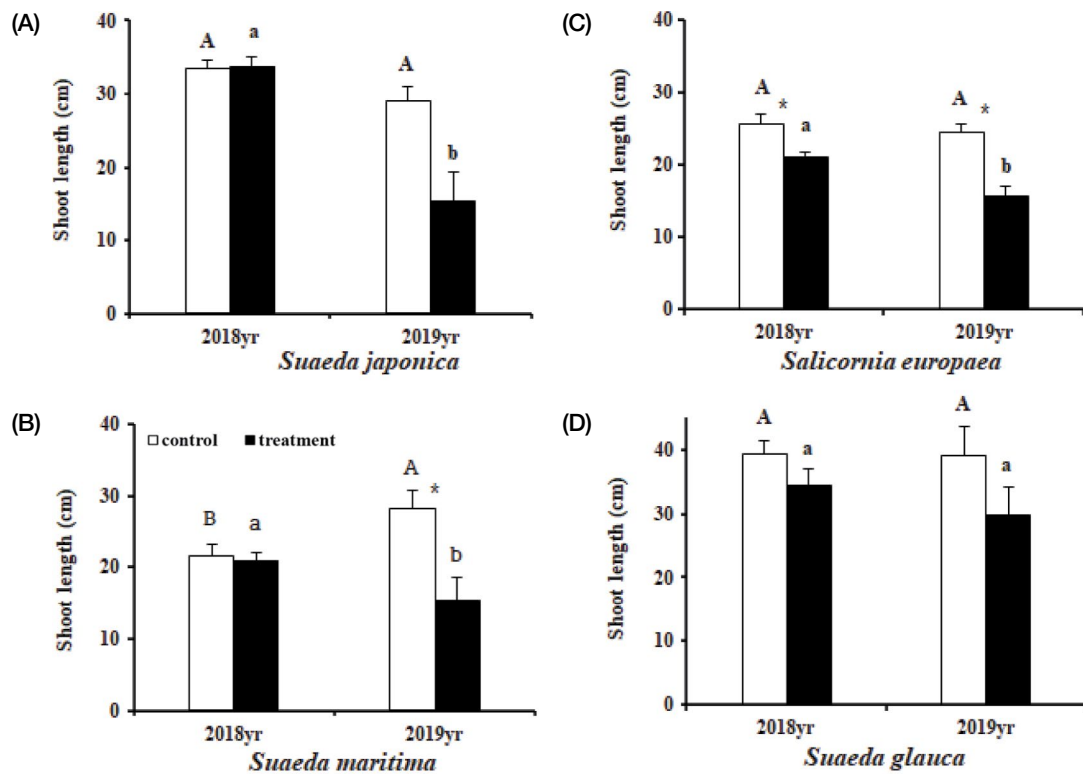 (A)
A
a
A
b
Shoot length (cm)
40
30
20
10
0
2018yr
2019yr
Suaeda japonica
(B)
control
treatment
B
a
A
*
b
Shoot length (cm)
40
30
20
10
0
2018yr
2019yr
Suaeda maritima
(C)
A
*
a
A
*
b
Shoot length (cm)
40
30
20
10
0
2018yr
2019yr
Salicornia europaea
(D)
A
a
A
a
Shoot length (cm)
40
30
20
10
0
2018yr
2019yr
Suaeda glauca